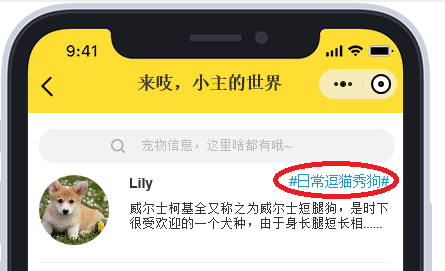 9:41
来吱，小主的世界
宠物信息，这里啥都有哦~
Lily
#日常逗猫秀狗#
威尔士柯基全又称之为威尔士短腿狗，是时下
很受欢迎的一个犬种，由于身长腿短长相......